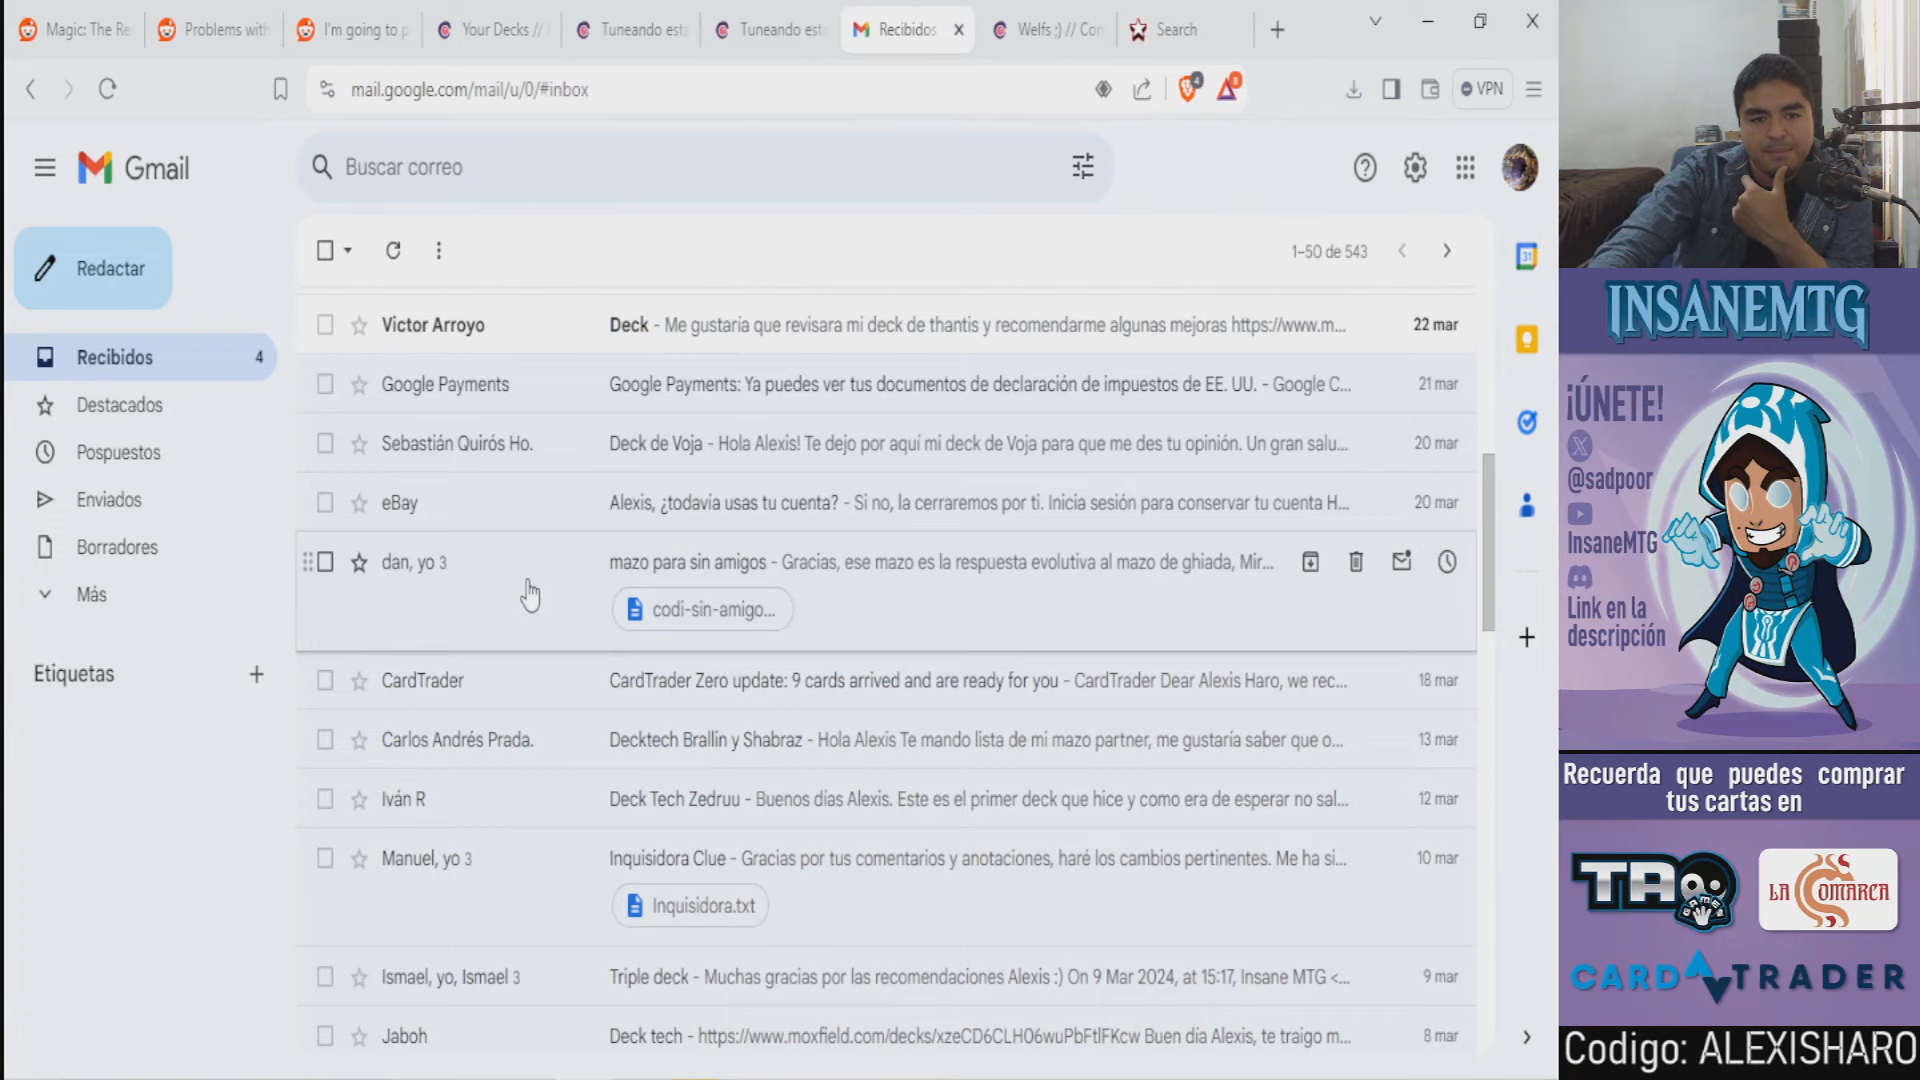 Magic: The Re
Problems with
I'm going to p
Your Decks //
Tuneando esta
Tuneando esta
Recibidos
Welfs ;) // Con
Search
mail.google.com/mail/u/0/#inbox
4
8
VPN
Gmail
Buscar correo
Redactar
1–50 de 543
Recibidos 4
Destacados
Pospuestos
Enviados
Borradores
Más
Etiquetas
Victor Arroyo Deck - Me gustaría que revisara mi deck de thantis y recomendarme algunas mejoras https://www.m... 22 mar
Google Payments Google Payments: Ya puedes ver tus documentos de declaración de impuestos de EE. UU. - Google C... 21 mar
Sebastián Quirós Ho. Deck de Voja - Hola Alexis! Te dejo por aquí mi deck de Voja para que me des tu opinión. Un gran salu... 20 mar
eBay Alexis, ¿todavía usas tu cuenta? - Si no, la cerraremos por ti. Inicia sesión para conservar tu cuenta H... 20 mar
dan, yo 3 mazo para sin amigos - Gracias, ese mazo es la respuesta evolutiva al mazo de ghiada, Mir...
codi-sin-amigo...
CardTrader CardTrader Zero update: 9 cards arrived and are ready for you - CardTrader Dear Alexis Haro, we rec... 18 mar
Carlos Andrés Prada. Decktech Brallin y Shabraz - Hola Alexis Te mando lista de mi mazo partner, me gustaría saber que o... 13 mar
Iván R Deck Tech Zedruu - Buenos días Alexis. Este es el primer deck que hice y como era de esperar no sal... 12 mar
Manuel, yo 3 Inquisidora Clue - Gracias por tus comentarios y anotaciones, haré los cambios pertinentes. Me ha si... 10 mar
Inquisidora.txt
Ismael, yo, Ismael 3 Triple deck - Muchas gracias por las recomendaciones Alexis :) On 9 Mar 2024, at 15:17, Insane MTG <... 9 mar
Jaboh Deck tech - https://www.moxfield.com/decks/xzeCD6CLH06wuPbFtlFKcw Buen día Alexis, te traigo m... 8 mar
31
INSANEMTG
¡ÚNETE!
@sadpoor
InsaneMTG
Link en la
descripción
Recuerda que puedes comprar
tus cartas en
TAO
GAMES
LA COMARCA
CARD TRADER
Codigo: ALEXISHARO